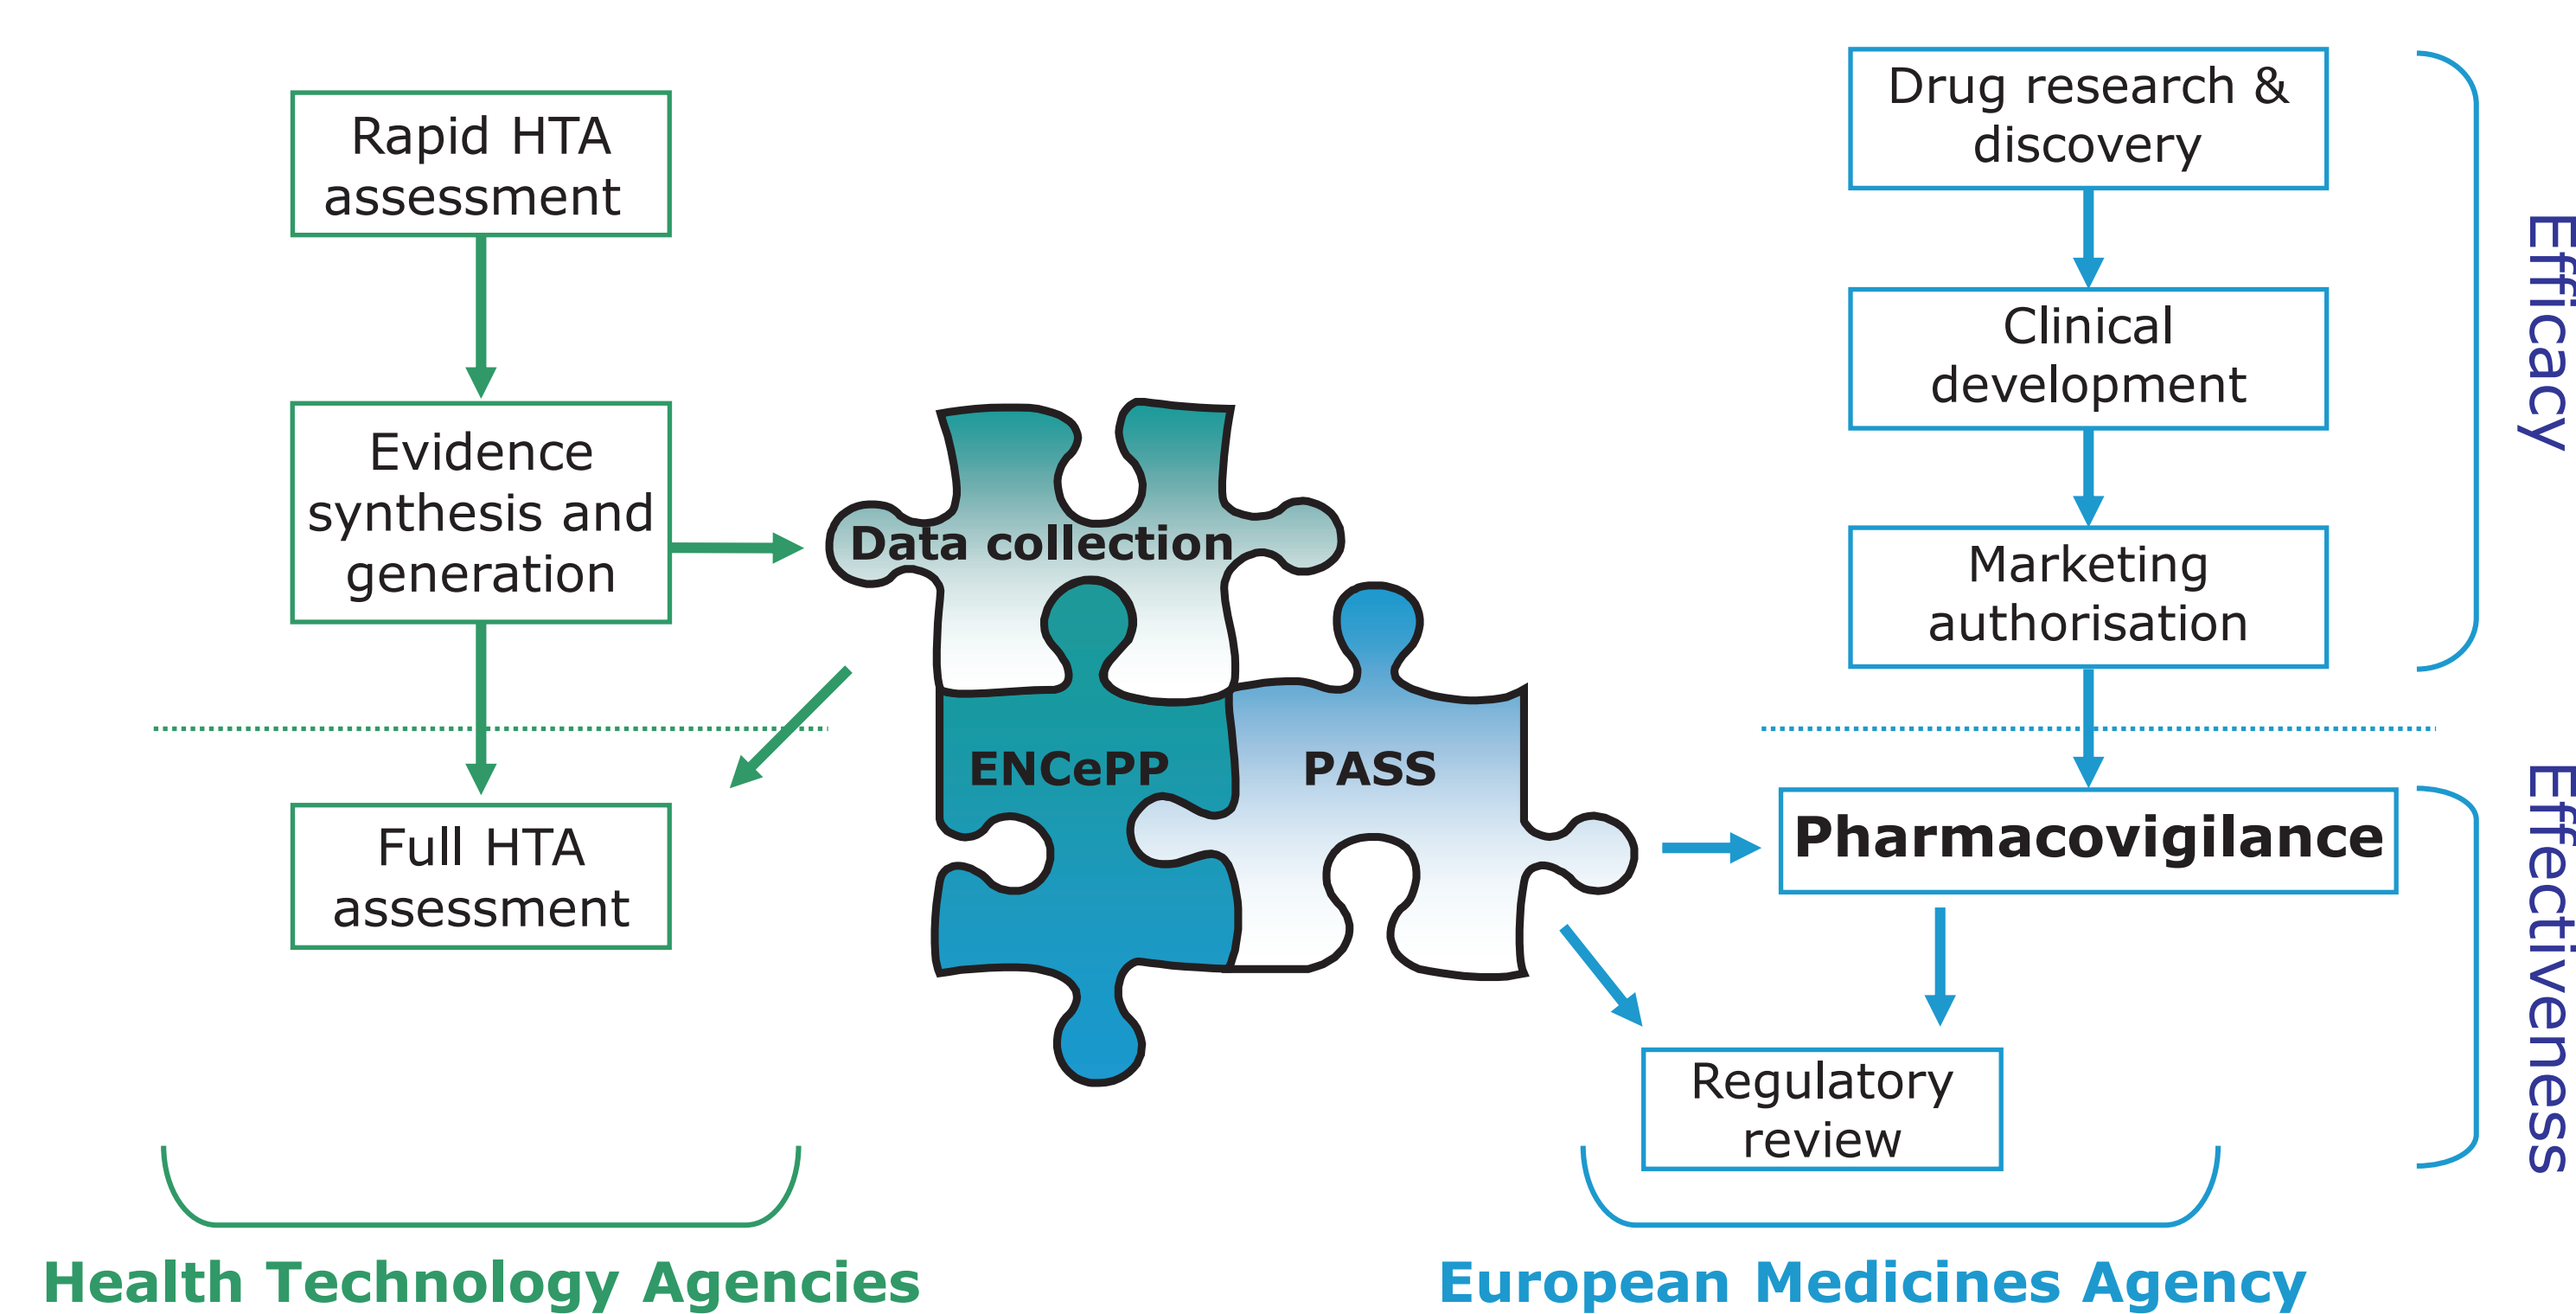 Rapid HTA
assessment
Evidence
synthesis and
generation
Full HTA
assessment
Health Technology Agencies
Data collection
ENCePP
PASS
Drug research &
discovery
Clinical
development
Marketing
authorisation
Pharmacovigilance
Regulatory
review
European Medicines Agency
Efficacy
Effectiveness